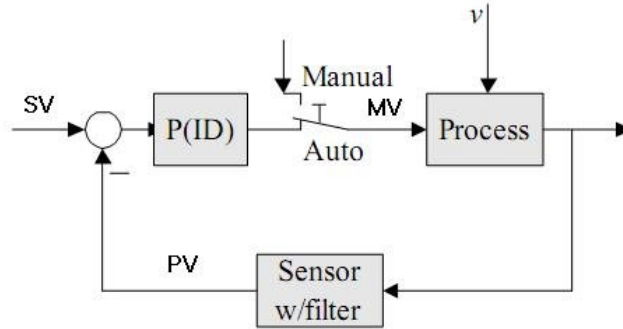 v
Manual
SV
MV
P(ID)
Process
Auto
PV
Sensor
w/filter